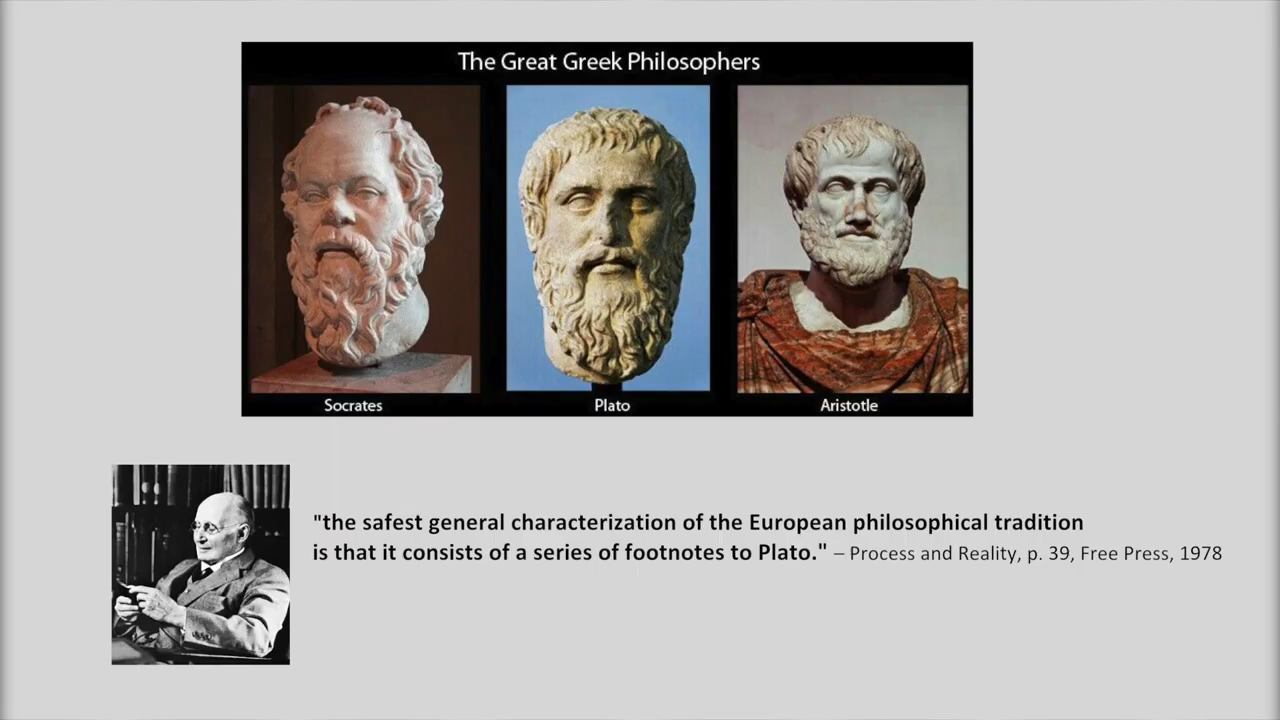 The Great Greek Philosophers
Socrates
Plato
Aristotle
"the safest general characterization of the European philosophical tradition
is that it consists of a series of footnotes to Plato." – Process and Reality, p. 39, Free Press, 1978